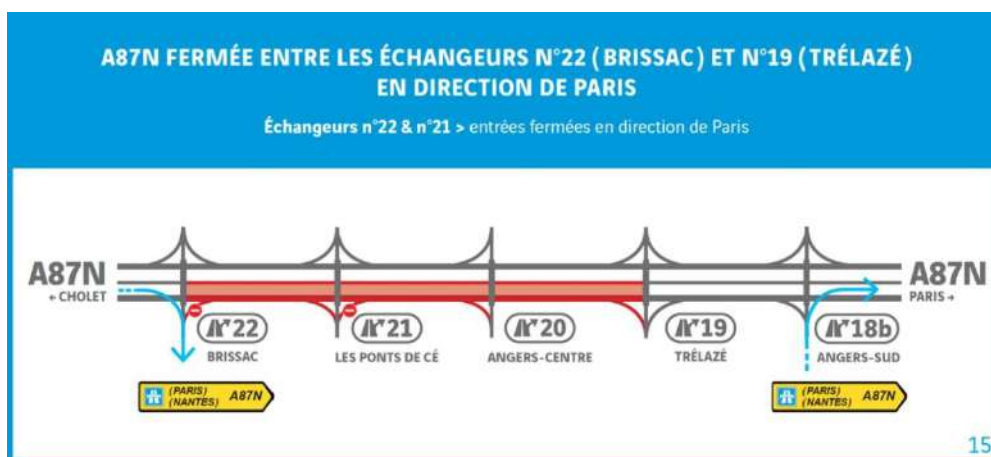 A87N FERMÉE ENTRE LES ÉCHANGEURS N°22 (BRISSAC) ET N°19 (TRÉLAZÉ)
EN DIRECTION DE PARIS
Échangeurs n°22 & n°21 > entrées fermées en direction de Paris
A87N
← CHOLET
A87N
PARIS →
22
BRISSAC
21
LES PONTS DE CÉ
20
ANGERS-CENTRE
19
TRÉLAZÉ
18b
ANGERS-SUD
(PARIS)
(NANTES) A87N
(PARIS)
(NANTES) A87N
15